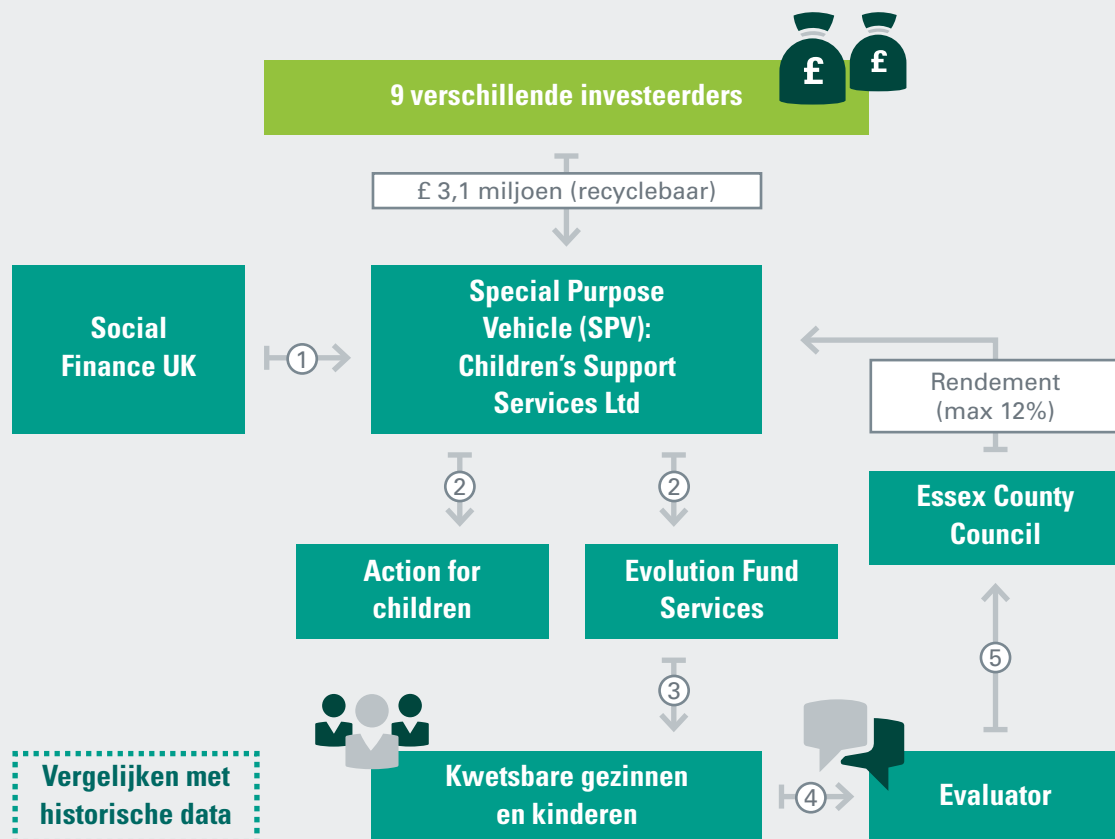 £ £
9 verschillende investeerders
£ 3,1 miljoen (recyclebaar)
Social
Finance UK
1
Special Purpose
Vehicle (SPV):
Children’s Support
Services Ltd
Rendement
(max 12%)
2
2
Essex County
Council
Action for
children
Evolution Fund
Services
3
5
Vergelijken met
historische data
Kwetsbare gezinnen
en kinderen
4
Evaluator